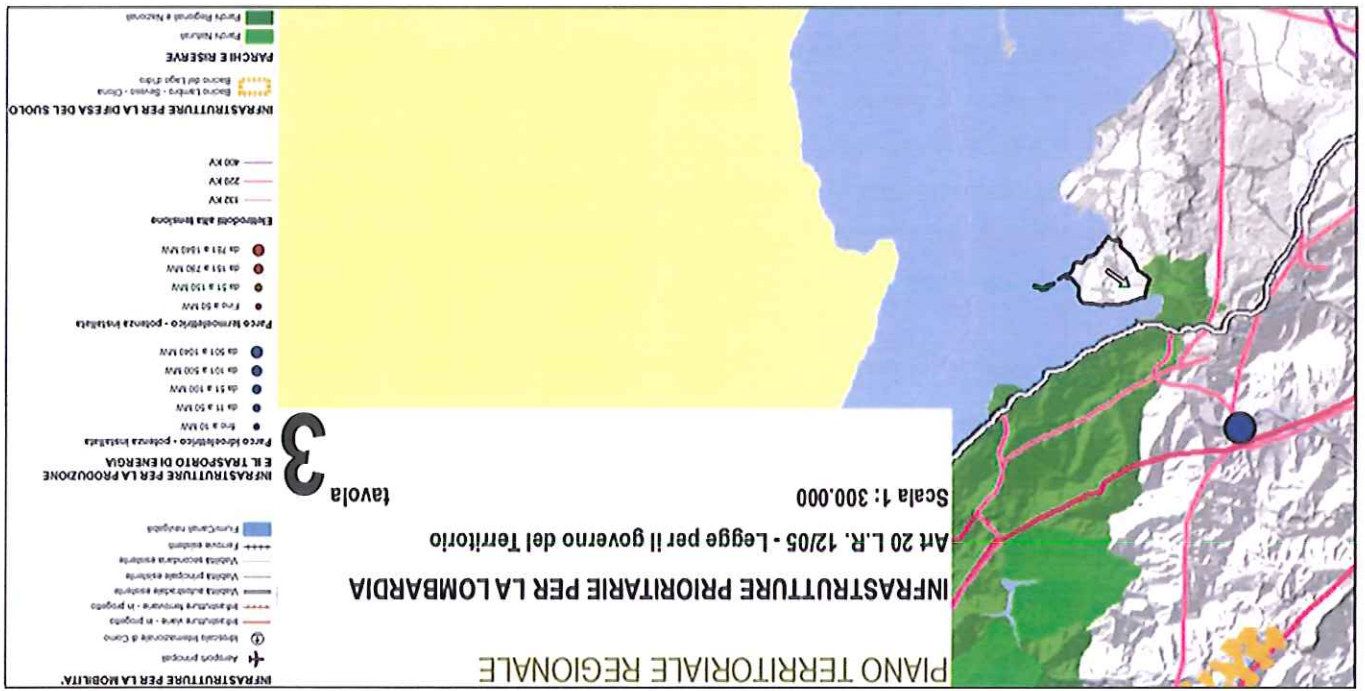 PIANO TERRITORIALE REGIONALE
INFRASTRUTTURE PRIORITARIE PER LA LOMBARDIA
Art 20 L.R. 12/05 - Legge per il governo del Territorio
Scala 1: 300.000
tavola
3
INFRASTRUTTURE PER LA MOBILITA'
Aeroporti principali
Idroscalo Internazionale di Como
Infrastrutture viarie - in progetto
Infrastrutture ferroviarie - in progetto
Viabilità autostradale esistente
Viabilità principale esistente
Viabilità secondaria esistente
Ferrovie esistenti
Fiumi/Canali navigabili
INFRASTRUTTURE PER LA PRODUZIONE
E IL TRASPORTO DI ENERGIA
Parco idroelettrico - potenza installata
fino a 10 MW
da 11 a 50 MW
da 51 a 100 MW
da 101 a 500 MW
da 501 a 1040 MW
Parco termoelettrico - potenza installata
fino a 50 MW
da 51 a 150 MW
da 151 a 780 MW
da 781 a 1840 MW
Elettrodotti alta tensione
132 KV
220 KV
400 KV
INFRASTRUTTURE PER LA DIFESA DEL SUOLO
Bacino Lambro - Seveso - Olona
Bacino del Lago d'Idro
PARCHI E RISERVE
Parchi Naturali
Parchi Regionali e Nazionali